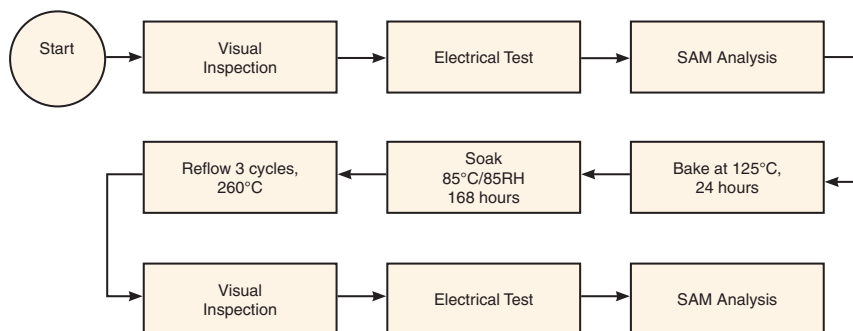 Start
Visual
Inspection
Electrical Test
SAM Analysis
Bake at 125°C,
24 hours
Soak
85°C/85RH
168 hours
Reflow 3 cycles,
260°C
Visual
Inspection
Electrical Test
SAM Analysis